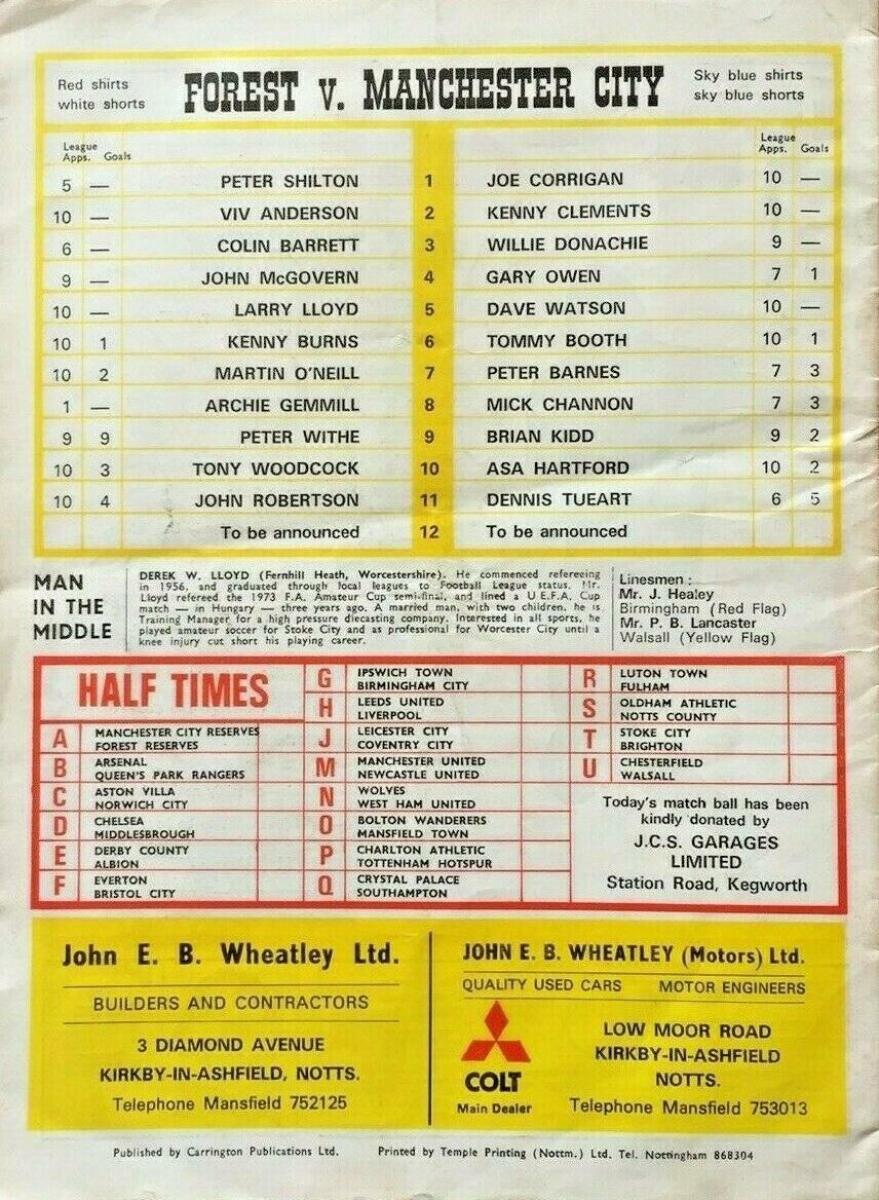 Red shirts
white shorts
FOREST v. MANCHESTER CITY
Sky blue shirts
sky blue shorts
League
Apps. Goals
League
Apps. Goals
5 — PETER SHILTON 1 JOE CORRIGAN 10 —
10 — VIV ANDERSON 2 KENNY CLEMENTS 10 —
6 — COLIN BARRETT 3 WILLIE DONACHIE 9 —
9 — JOHN McGOVERN 4 GARY OWEN 7 1
10 — LARRY LLOYD 5 DAVE WATSON 10 —
10 1 KENNY BURNS 6 TOMMY BOOTH 10 1
10 2 MARTIN O'NEILL 7 PETER BARNES 7 3
1 — ARCHIE GEMMILL 8 MICK CHANNON 7 3
9 9 PETER WITHE 9 BRIAN KIDD 9 2
10 3 TONY WOODCOCK 10 ASA HARTFORD 10 2
10 4 JOHN ROBERTSON 11 DENNIS TUEART 6 5
To be announced 12 To be announced
MAN
IN THE
MIDDLE
DEREK W. LLOYD (Fernhill Heath, Worcestershire). He commenced refereeing
in 1956, and graduated through local leagues to Football League status. Mr.
Lloyd refereed the 1973 F.A. Amateur Cup semi-final, and lined a U E.F.A. Cup
match — in Hungary — three years ago. A married man, with two children, he is
Training Manager for a high pressure diecasting company. Interested in all sports, he
played amateur soccer for Stoke City and as professional for Worcester City until a
knee injury cut short his playing career.
Linesmen :
Mr. J. Healey
Birmingham (Red Flag)
Mr. P. B. Lancaster
Walsall (Yellow Flag)
HALF TIMES
A MANCHESTER CITY RESERVES
FOREST RESERVES
B ARSENAL
QUEEN'S PARK RANGERS
C ASTON VILLA
NORWICH CITY
D CHELSEA
MIDDLESBROUGH
E DERBY COUNTY
ALBION
F EVERTON
BRISTOL CITY
G IPSWICH TOWN
BIRMINGHAM CITY
H LEEDS UNITED
LIVERPOOL
J LEICESTER CITY
COVENTRY CITY
M MANCHESTER UNITED
NEWCASTLE UNITED
N WOLVES
WEST HAM UNITED
O BOLTON WANDERERS
MANSFIELD TOWN
P CHARLTON ATHLETIC
TOTTENHAM HOTSPUR
Q CRYSTAL PALACE
SOUTHAMPTON
R LUTON TOWN
FULHAM
S OLDHAM ATHLETIC
NOTTS COUNTY
T STOKE CITY
BRIGHTON
U CHESTERFIELD
WALSALL
Today's match ball has been
kindly donated by
J.C.S. GARAGES
LIMITED
Station Road, Kegworth
John E. B. Wheatley Ltd.
BUILDERS AND CONTRACTORS
3 DIAMOND AVENUE
KIRKBY-IN-ASHFIELD, NOTTS.
Telephone Mansfield 752125
JOHN E. B. WHEATLEY (Motors) Ltd.
QUALITY USED CARS MOTOR ENGINEERS
COLT
Main Dealer
LOW MOOR ROAD
KIRKBY-IN-ASHFIELD
NOTTS.
Telephone Mansfield 753013
Published by Carrington Publications Ltd. Printed by Temple Printing (Nottm.) Ltd. Tel. Nottingham 868304